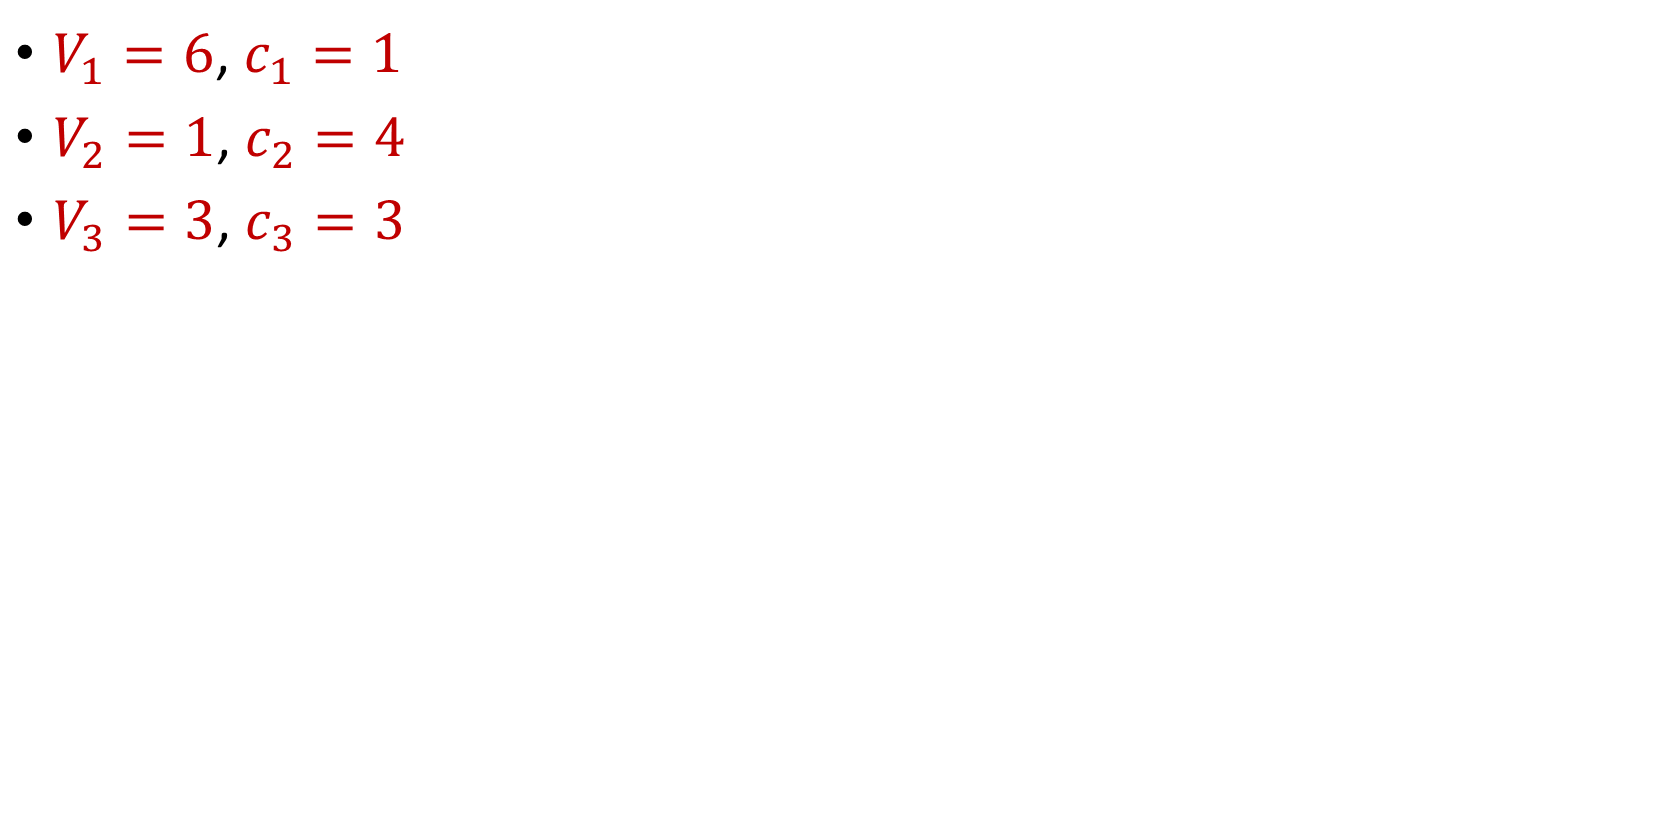 • V₁ = 6, c₁ = 1
• V₂ = 1, c₂ = 4
• V₃ = 3, c₃ = 3